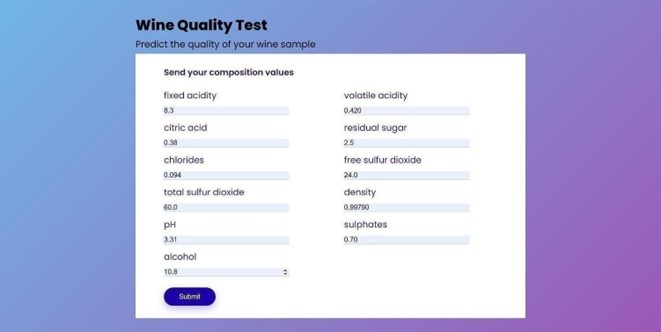 Wine Quality Test
Predict the quality of your wine sample
Send your composition values
fixed acidity
8.3
volatile acidity
0.420
citric acid
0.38
residual sugar
2.5
chlorides
0.094
free sulfur dioxide
24.0
total sulfur dioxide
60.0
density
0.99790
pH
3.31
sulphates
0.70
alcohol
10.8
Submit